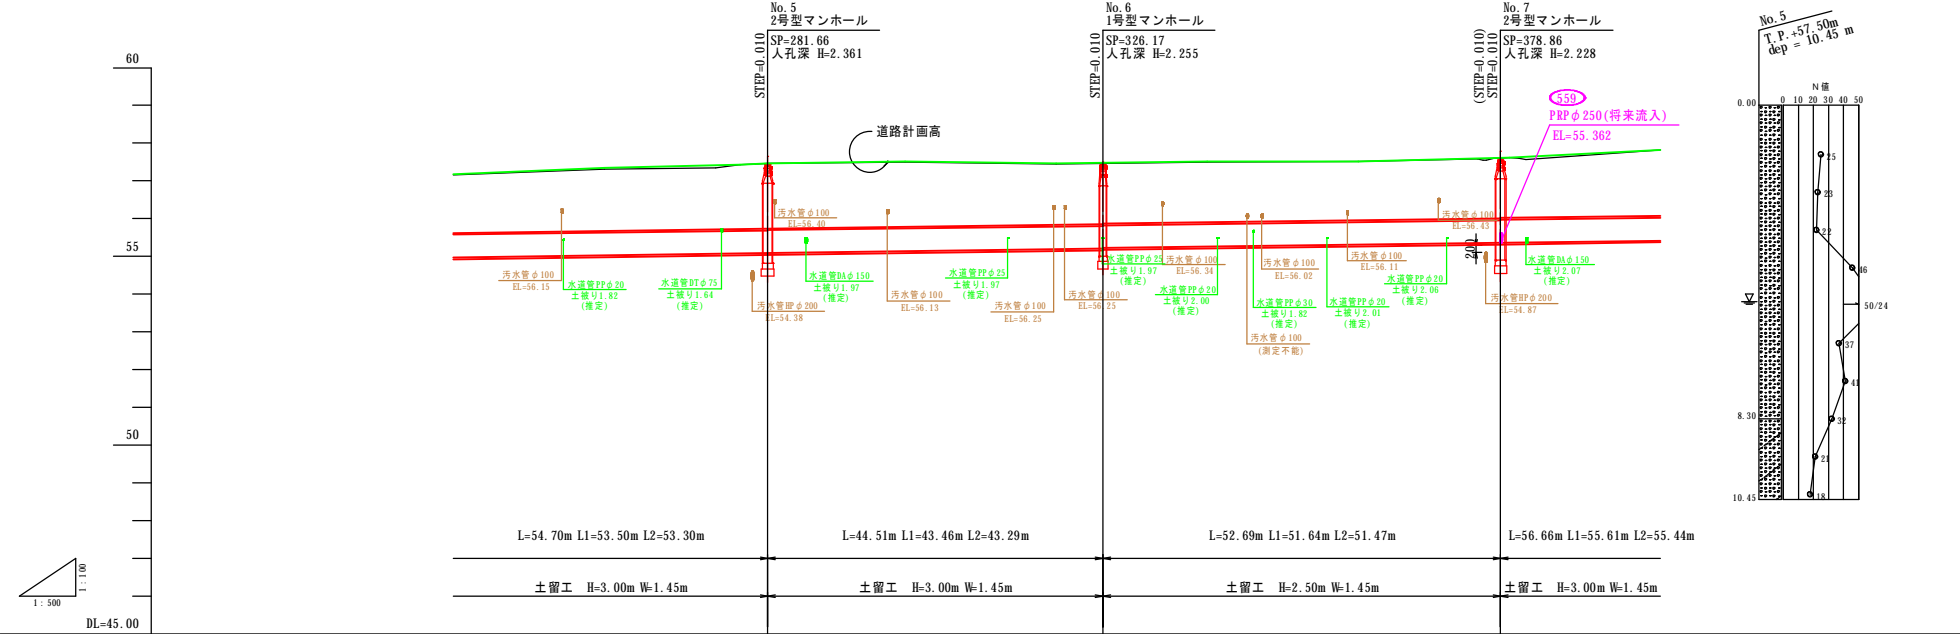 No. 5
2号型マンホール
SP=281.66
人孔深 H=2.361
STEP=0.010
No. 6
1号型マンホール
SP=326.17
人孔深 H=2.255
STEP=0.010
No. 7
2号型マンホール
SP=378.86
人孔深 H=2.228
(STEP=0.010)
STEP=0.010
559
PRPφ250(将来流入)
EL=55.362
道路計画高
60
55
50
DL=45.00
1:100
1:500
汚水管φ100
EL=56.15
水道管PPφ20
土被り1.82
(推定)
水道管DTφ75
土被り1.64
(推定)
汚水管φ100
EL=56.40
汚水管HPφ200
EL=54.38
水道管DAφ150
土被り1.97
(推定)
汚水管φ100
EL=56.13
水道管PPφ25
土被り1.97
(推定)
汚水管φ100
EL=56.25
汚水管φ100
EL=56.25
水道管PPφ25
土被り1.97
(推定)
汚水管φ100
EL=56.34
水道管PPφ20
土被り2.00
(推定)
汚水管φ100
(測定不能)
水道管PPφ30
土被り1.82
(推定)
汚水管φ100
EL=56.02
水道管PPφ20
土被り2.01
(推定)
汚水管φ100
EL=56.11
水道管PPφ20
土被り2.06
(推定)
汚水管φ100
EL=56.43
200
汚水管HPφ200
EL=54.87
水道管DAφ150
土被り2.07
(推定)
L=54.70m L1=53.50m L2=53.30m
L=44.51m L1=43.46m L2=43.29m
L=52.69m L1=51.64m L2=51.47m
L=56.66m L1=55.61m L2=55.44m
土留工 H=3.00m W=1.45m
土留工 H=3.00m W=1.45m
土留工 H=2.50m W=1.45m
土留工 H=3.00m W=1.45m
No. 5
T.P.+57.50m
dep = 10.45 m
N値
0 10 20 30 40 50
0.00
25
23
22
46
50/24
37
41
8.30
32
21
10.45
18